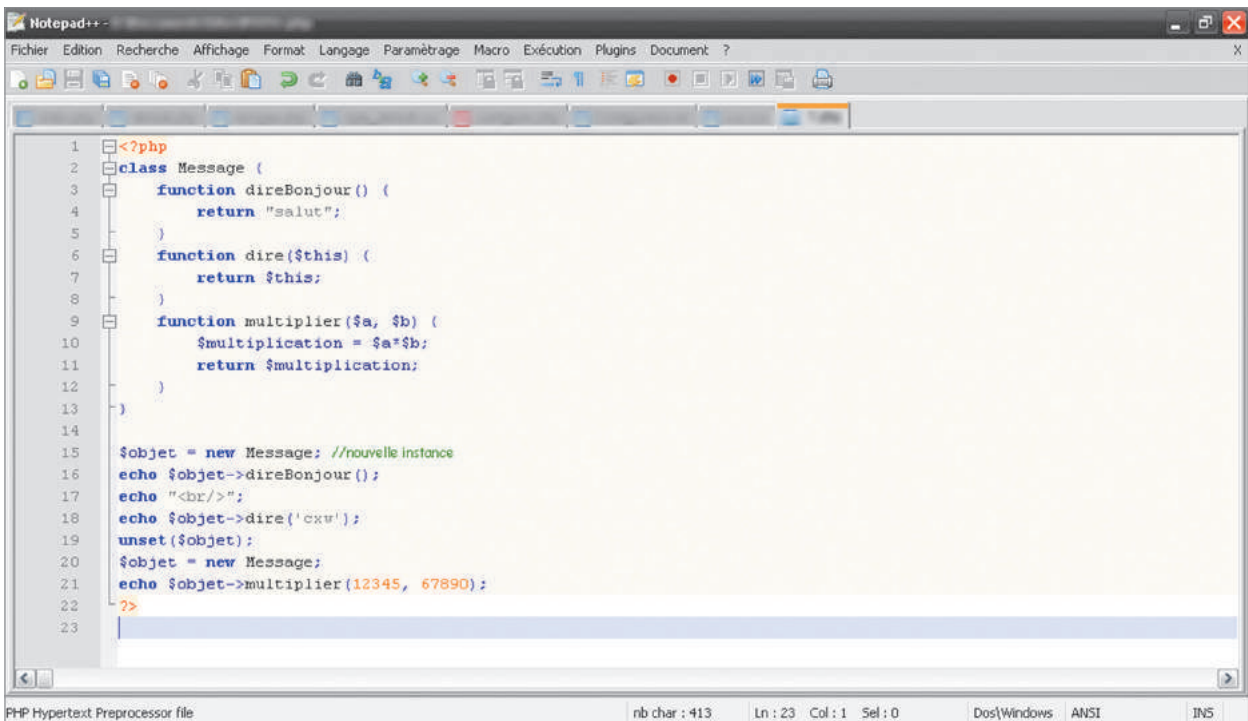 Notepad++ -
Fichier Edition Recherche Affichage Format Langage Paramètrage Macro Exécution Plugins Document ? X
1 <?php
2 class Message {
3 function direBonjour() {
4 return "salut";
5 }
6 function dire($this) {
7 return $this;
8 }
9 function multiplier($a, $b) {
10 $multiplication = $a*$b;
11 return $multiplication;
12 }
13 }
14
15 $objet = new Message; //nouvelle instance
16 echo $objet->direBonjour();
17 echo "<br/>";
18 echo $objet->dire('cxw');
19 unset($objet);
20 $objet = new Message;
21 echo $objet->multiplier(12345, 67890);
22 ?>
23
PHP Hypertext Preprocessor file nb char : 413 Ln : 23 Col : 1 Sel : 0 Dos\Windows ANSI INS